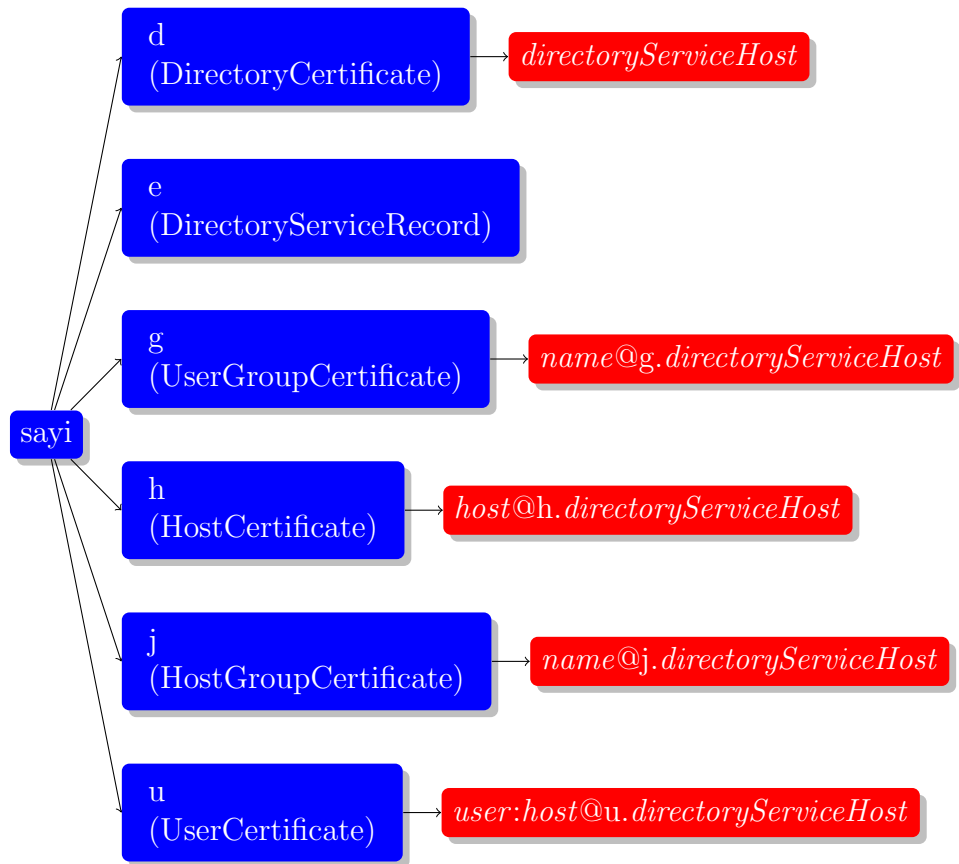 d
(DirectoryCertificate)
directoryServiceHost
e
(DirectoryServiceRecord)
g
(UserGroupCertificate)
name@g.directoryServiceHost
sayi
h
(HostCertificate)
host@h.directoryServiceHost
j
(HostGroupCertificate)
name@j.directoryServiceHost
u
(UserCertificate)
user:host@u.directoryServiceHost